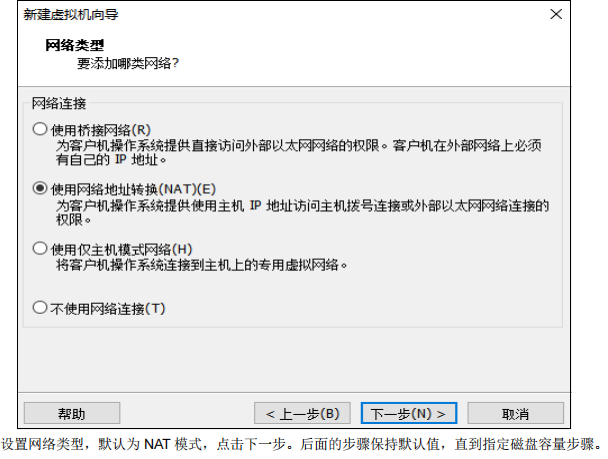 新建虚拟机向导
网络类型
要添加哪类网络?
网络连接
使用桥接网络(R)
为客户机操作系统提供直接访问外部以太网网络的权限。客户机在外部网络上必须
有自己的 IP 地址。
使用网络地址转换(NAT)(E)
为客户机操作系统提供使用主机 IP 地址访问主机拨号连接或外部以太网网络连接的
权限。
使用仅主机模式网络(H)
将客户机操作系统连接到主机上的专用虚拟网络。
不使用网络连接(T)
帮助
< 上一步(B)
下一步(N) >
取消
设置网络类型，默认为 NAT 模式，点击下一步。后面的步骤保持默认值，直到指定磁盘容量步骤。